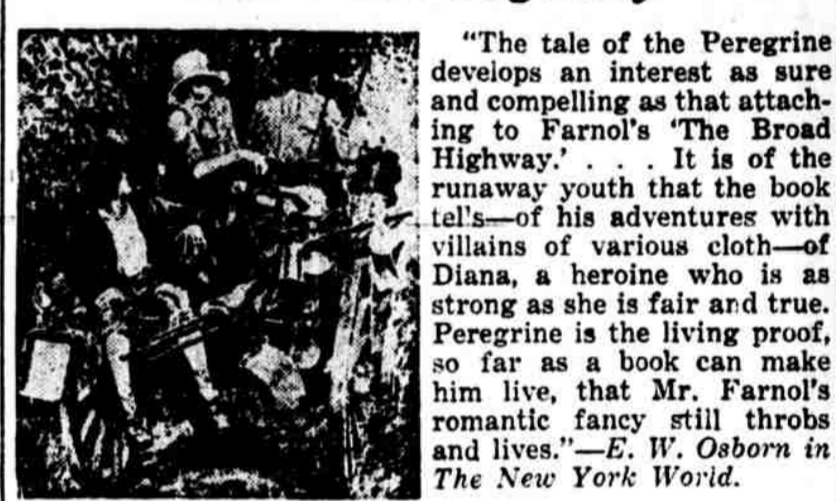 "The tale of the Peregrine
develops an interest as sure
and compelling as that attach-
ing to Farnol's 'The Broad
Highway.' . . . It is of the
runaway youth that the book
tel's—of his adventures with
villains of various cloth—of
Diana, a heroine who is as
strong as she is fair and true.
Peregrine is the living proof,
so far as a book can make
him live, that Mr. Farnol's
romantic fancy still throbs
and lives."—E. W. Osborn in
The New York World.